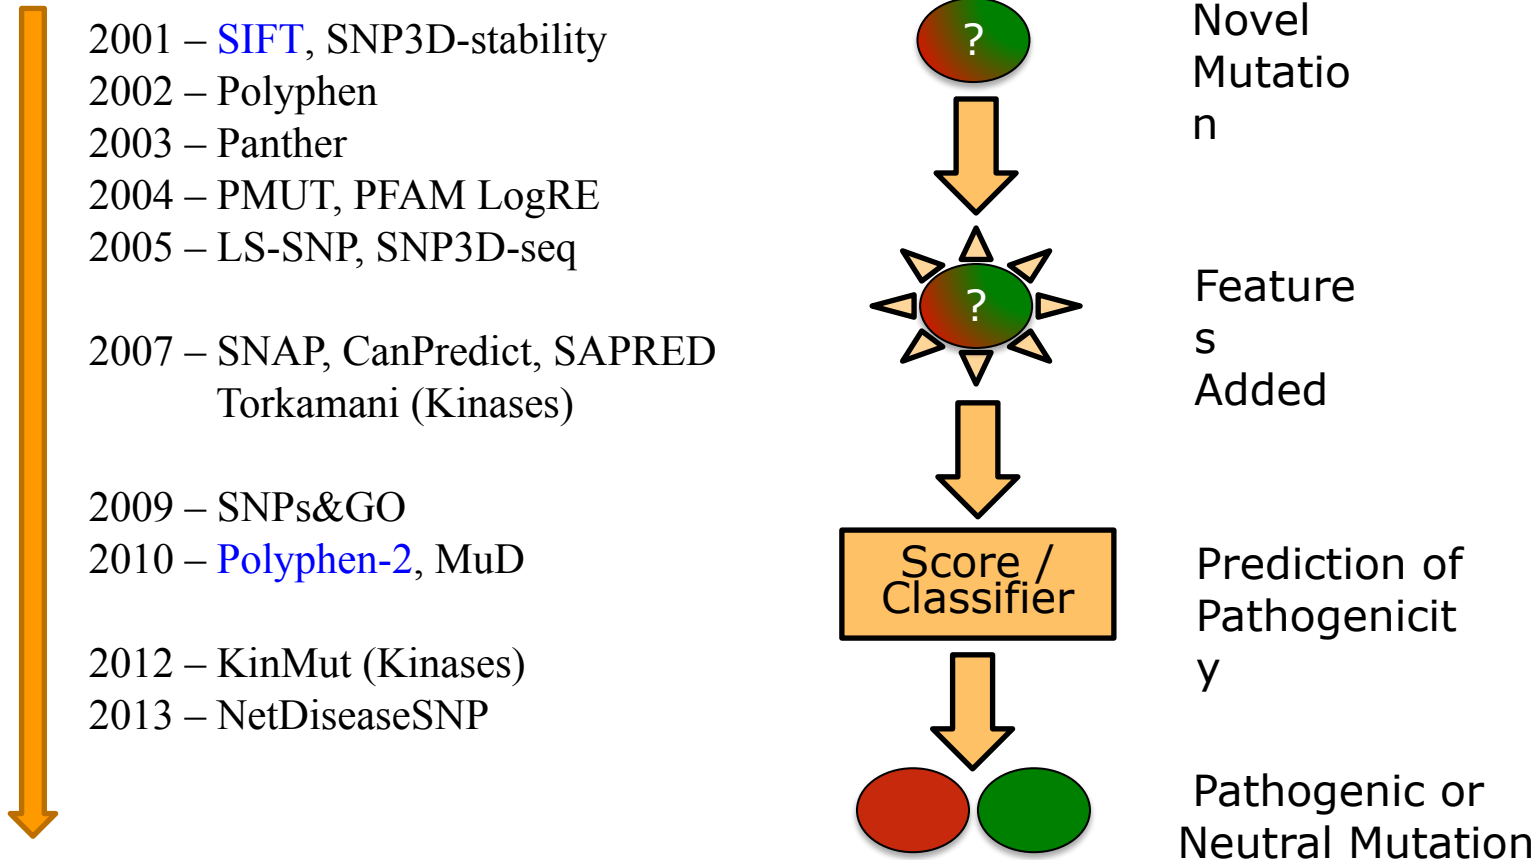 2001 – SIFT, SNP3D-stability
2002 – Polyphen
2003 – Panther
2004 – PMUT, PFAM LogRE
2005 – LS-SNP, SNP3D-seq
2007 – SNAP, CanPredict, SAPRED
Torkamani (Kinases)
2009 – SNPs&GO
2010 – Polyphen-2, MuD
2012 – KinMut (Kinases)
2013 – NetDiseaseSNP
?
Novel
Mutatio
n
?
Feature
s
Added
Score /
Classifier
Prediction of
Pathogenicit
y
Pathogenic or
Neutral Mutation